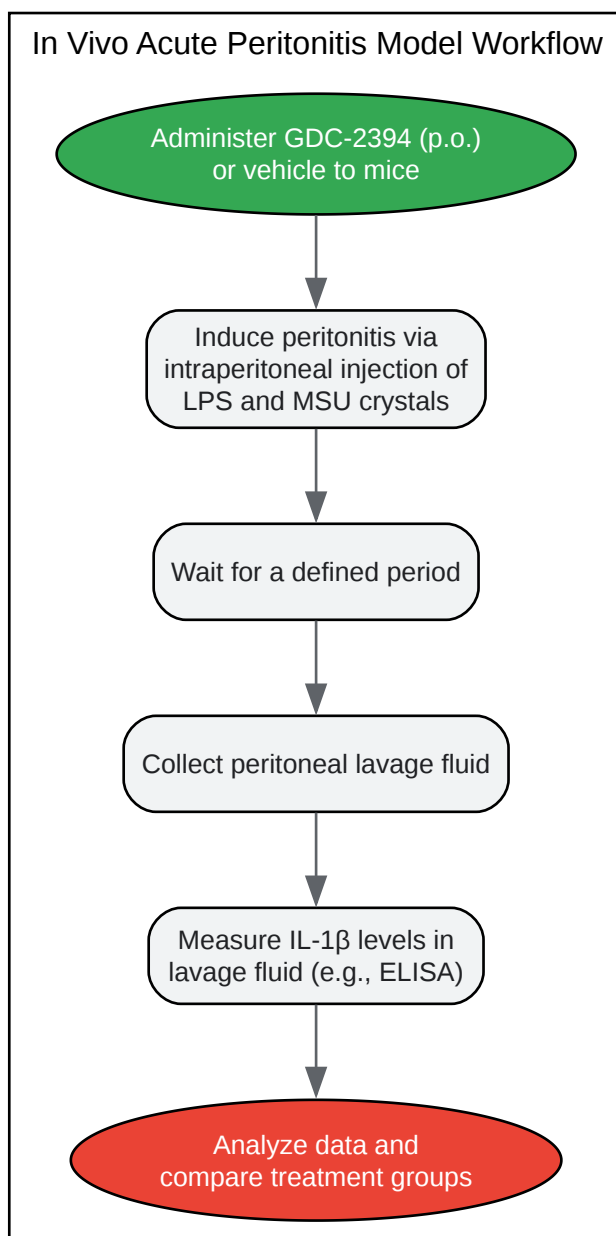 In Vivo Acute Peritonitis Model Workflow
Administer GDC-2394 (p.o.)
or vehicle to mice
Induce peritonitis via
intraperitoneal injection of
LPS and MSU crystals
Wait for a defined period
Collect peritoneal lavage fluid
Measure IL-1β levels in
lavage fluid (e.g., ELISA)
Analyze data and
compare treatment groups